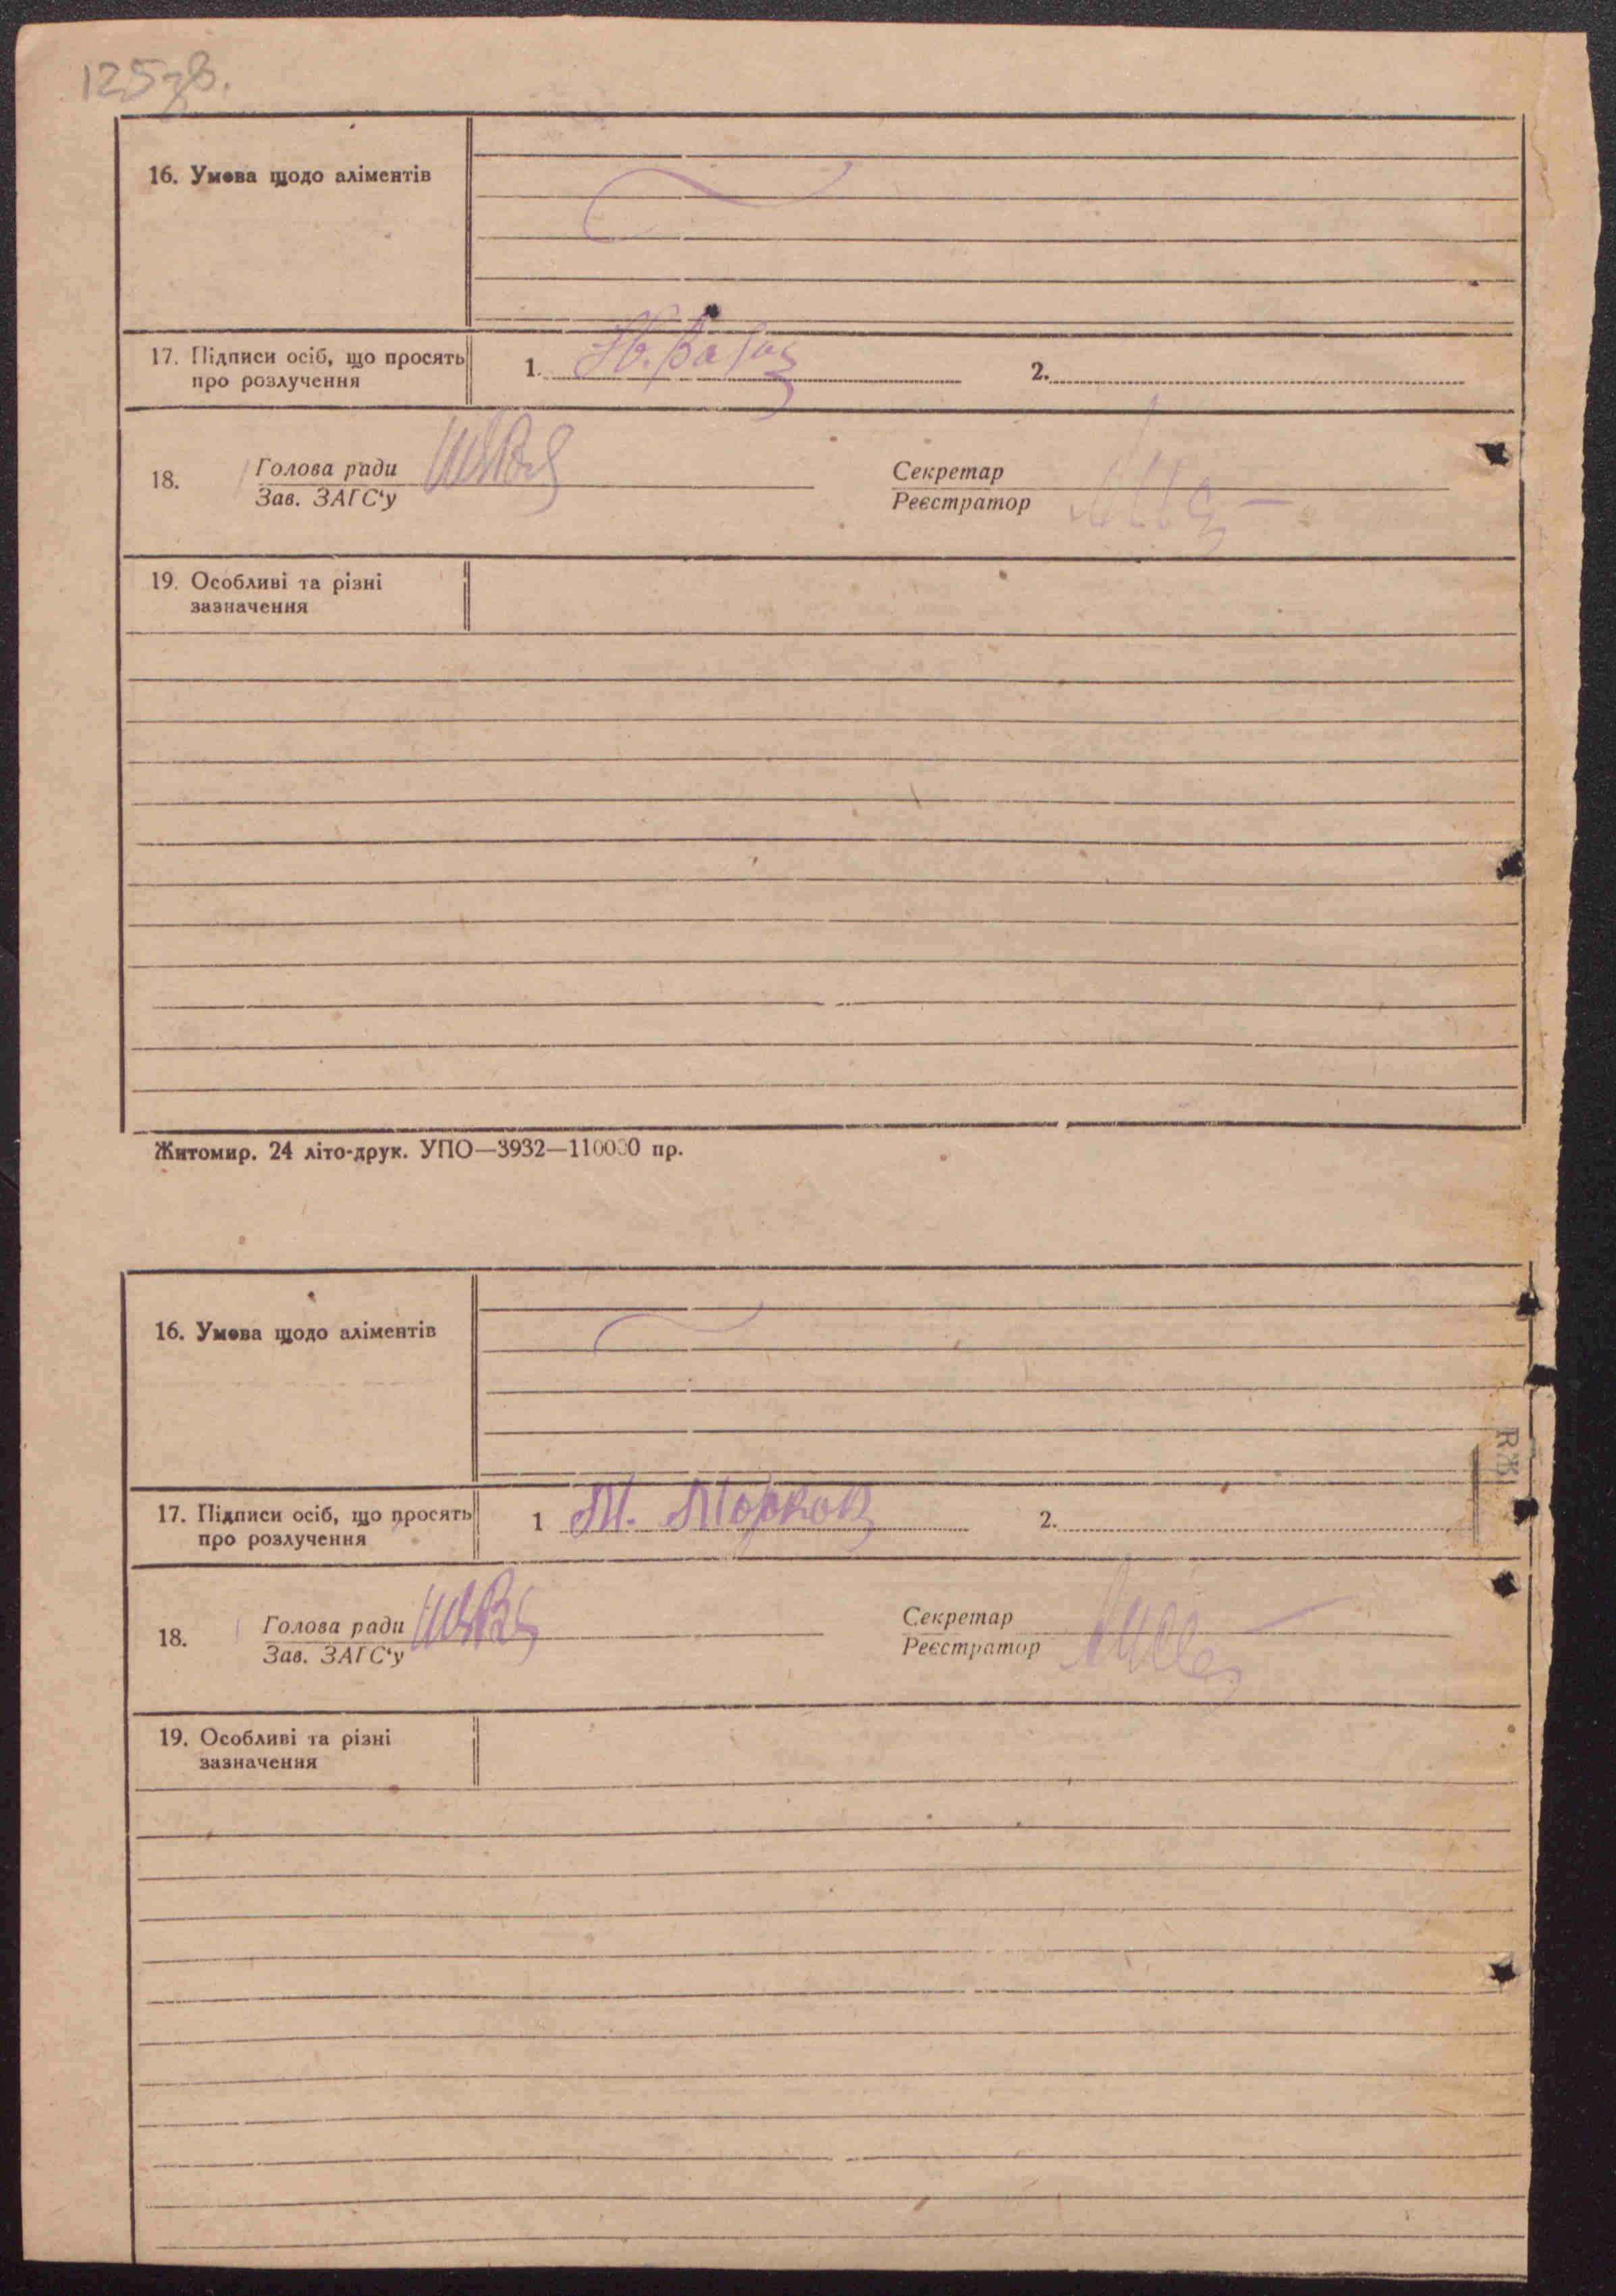 125зв.
16. Умова щодо аліментів
17. Підписи осіб, що просять
про розлучення
1.
2.
18.
Голова ради
Зав. ЗАГС‘у
Секретар
Реєстратор
19. Особливі та різні
зазначення
Житомир. 24 літо-друк. УПО—3932—110000 пр.
16. Умова щодо аліментів
17. Підписи осіб, що просять
про розлучення
1 М. Морков
2.
18.
Голова ради
Зав. ЗАГС‘у
Секретар
Реєстратор
19. Особливі та різні
зазначення